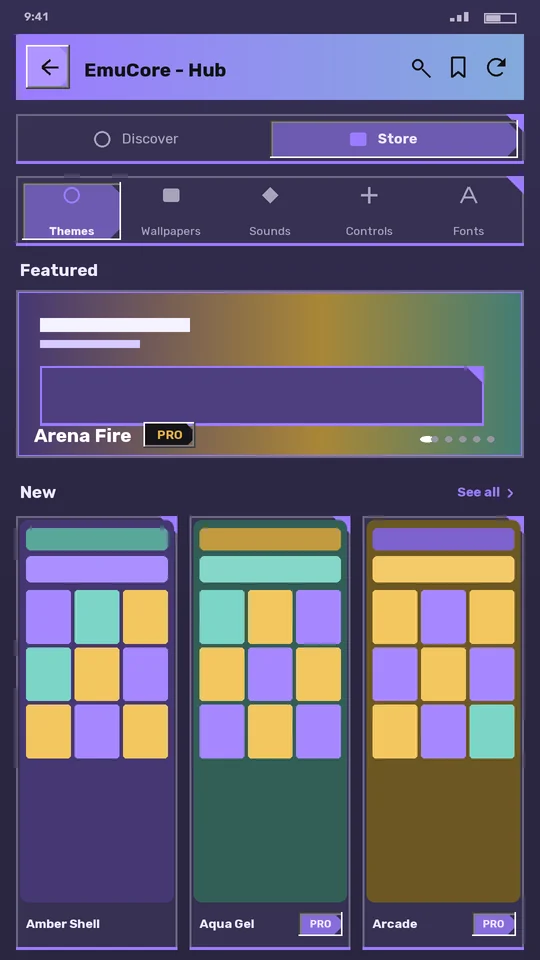 9:41
EmuCore - Hub
Discover
Store
Themes
Wallpapers
Sounds
Controls
Fonts
Featured
Arena Fire
PRO
New
See all
Amber Shell
Aqua Gel
PRO
Arcade
PRO